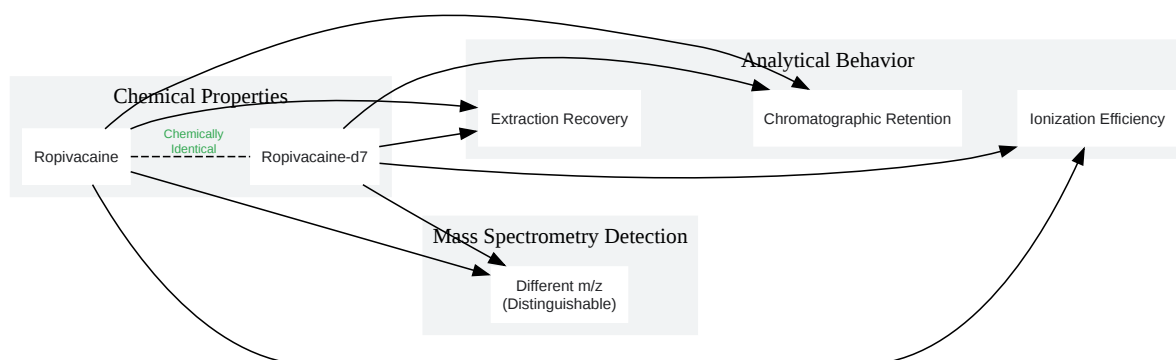 Analytical Behavior
Chemical Properties
Extraction Recovery
Chromatographic Retention
Ionization Efficiency
Chemically
Identical
Ropivacaine
Ropivacaine-d7
Mass Spectrometry Detection
Different m/z
(Distinguishable)